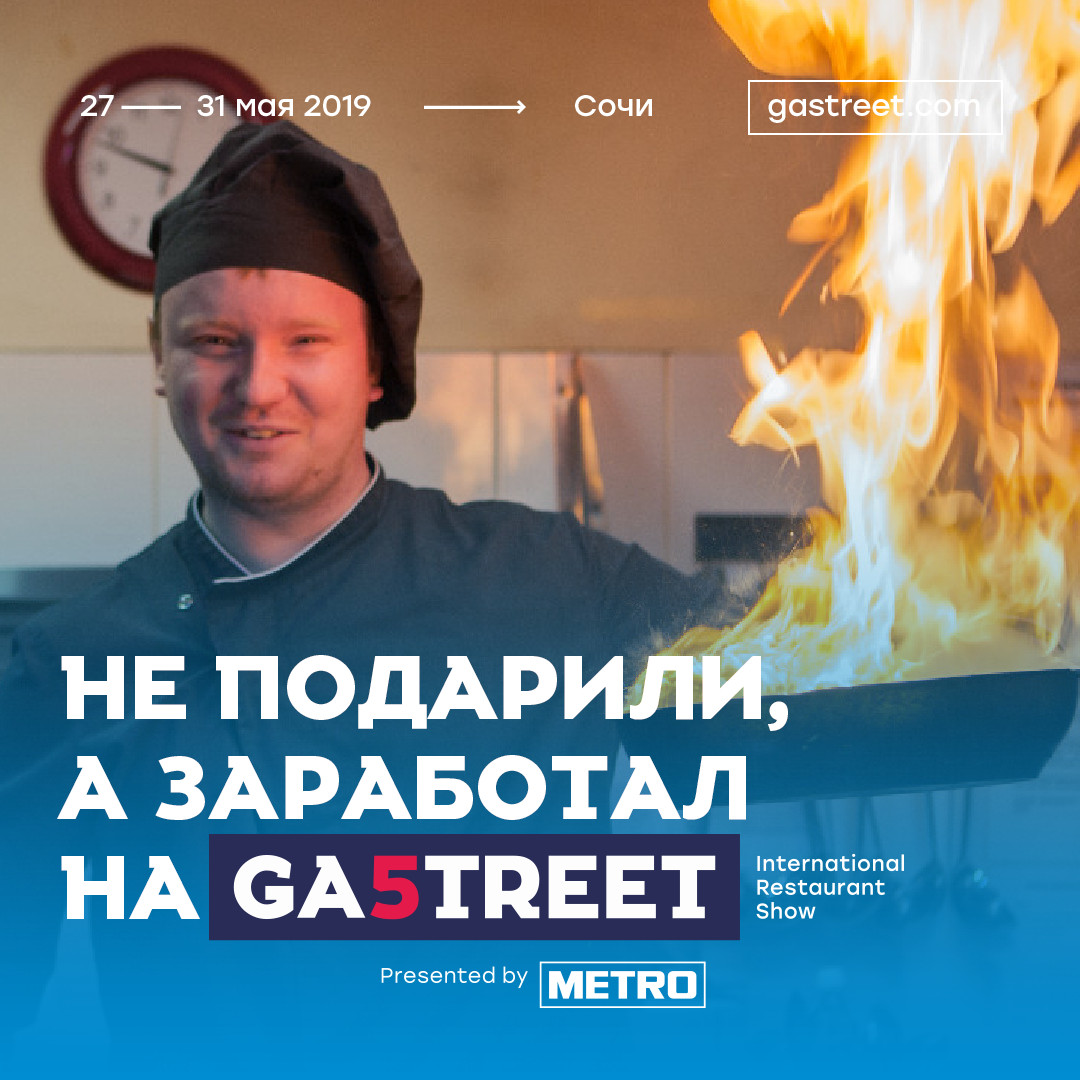 27 — 31 мая 2019 → Сочи gastreet.com
НЕ ПОДАРИЛИ,
А ЗАРАБОТАЛ
НА GA5TREET
International
Restaurant
Show
Presented by METRO